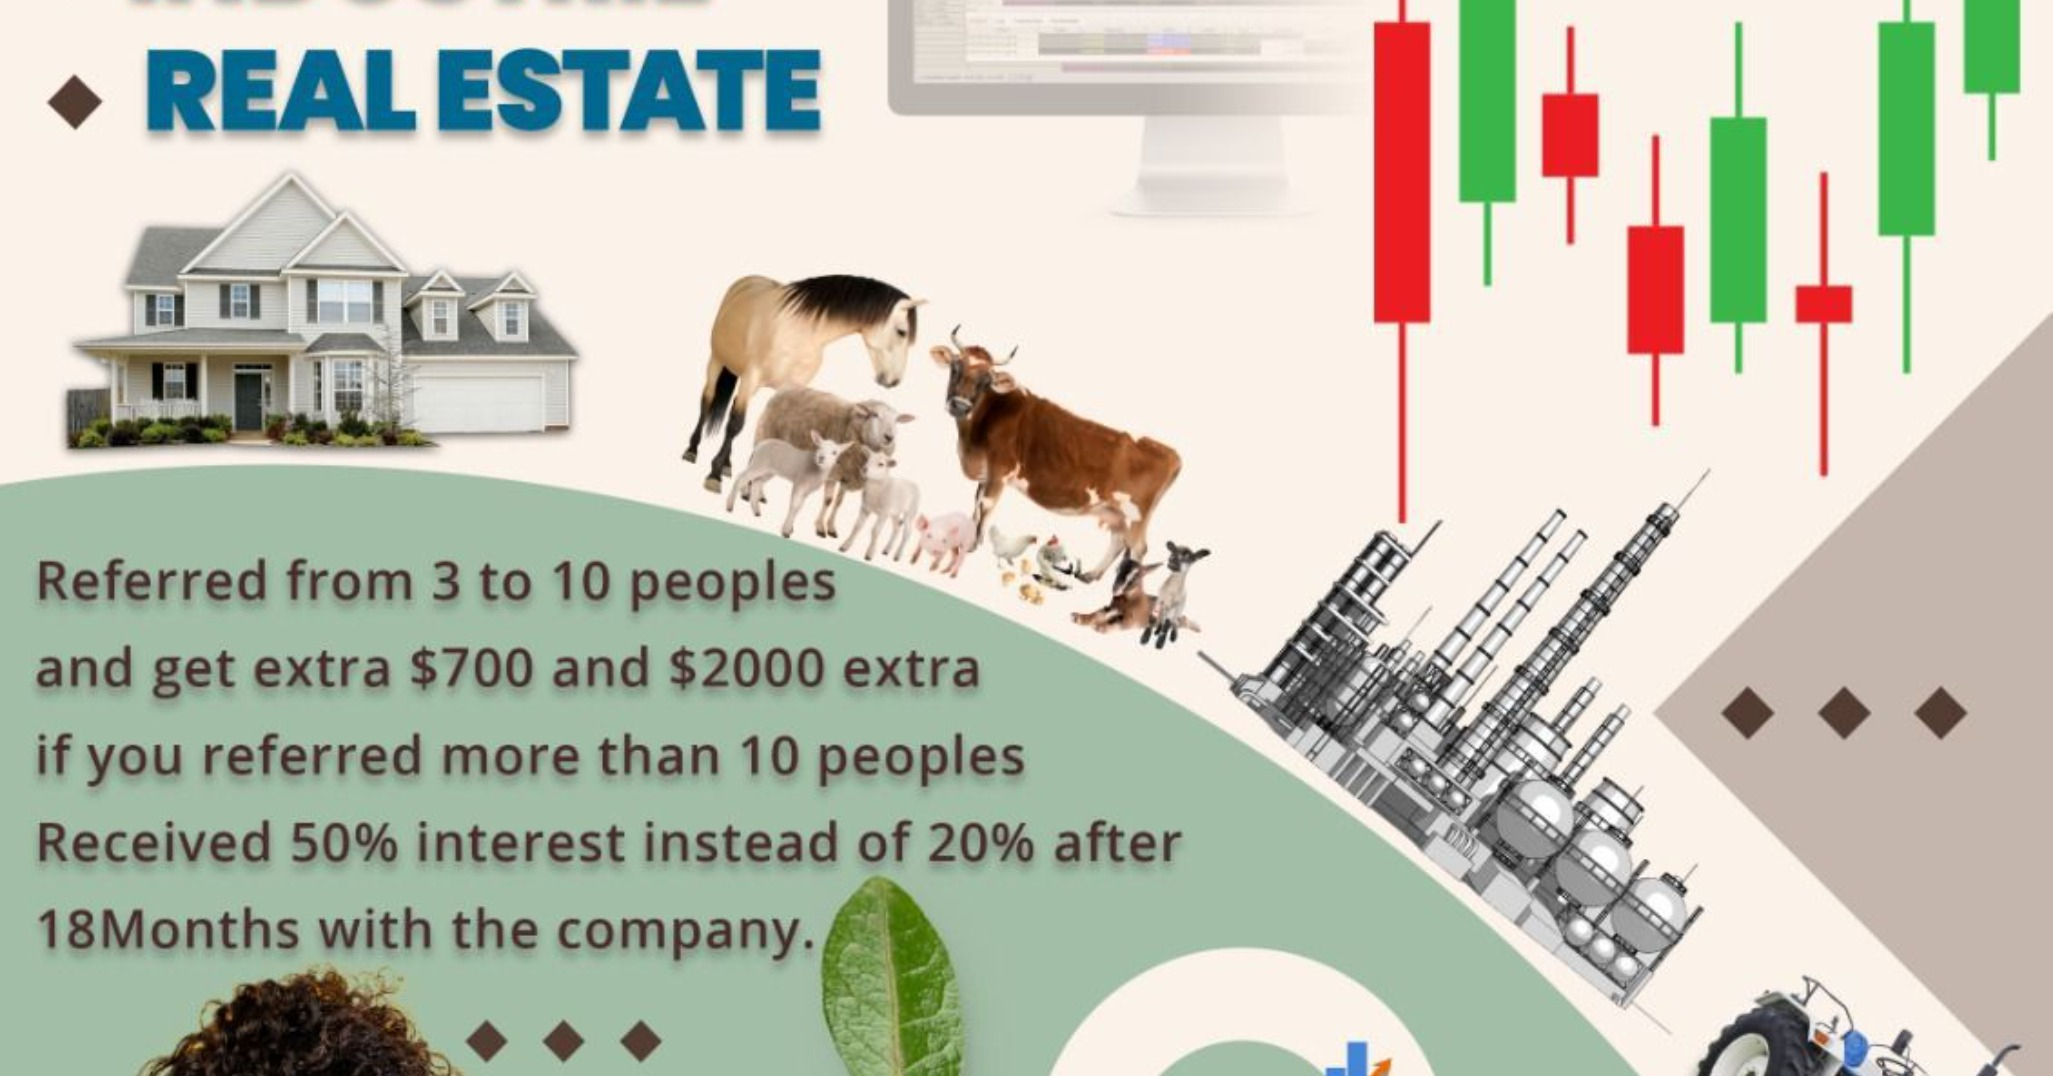 REAL ESTATE
Referred from 3 to 10 peoples
and get extra $700 and $2000 extra
if you referred more than 10 peoples
Received 50% interest instead of 20% after
18Months with the company.